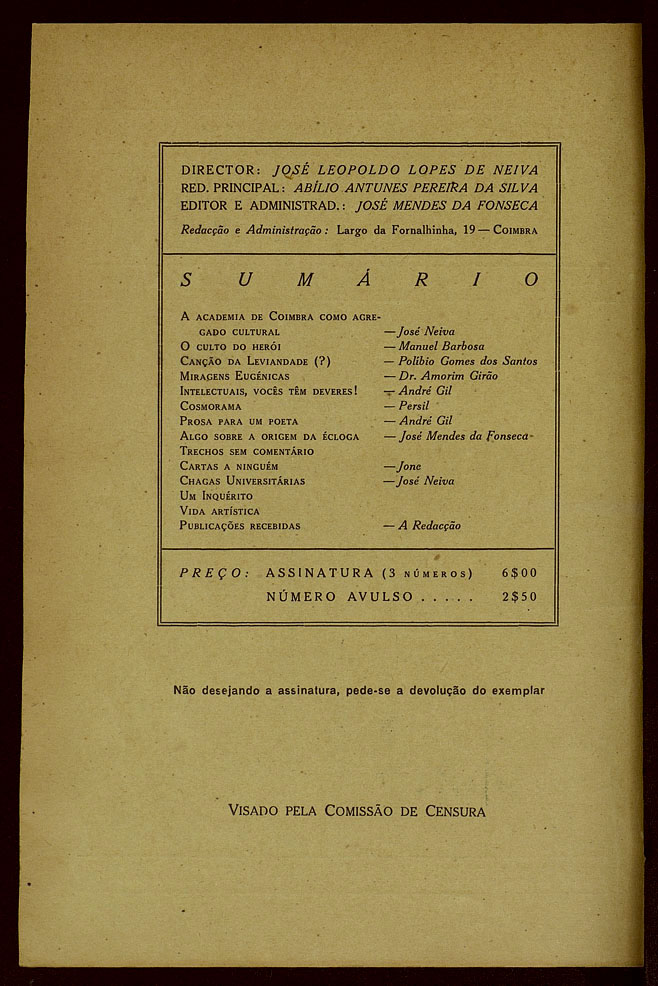 DIRECTOR: JOSÉ LEOPOLDO LOPES DE NEIVA
RED. PRINCIPAL: ABÍLIO ANTUNES PEREIRA DA SILVA
EDITOR E ADMINISTRAD.: JOSÉ MENDES DA FONSECA
Redacção e Administração: Largo da Fornalhinha, 19 — COIMBRA
SUMÁRIO
A ACADEMIA DE COIMBRA COMO AGRE-
GADO CULTURAL — José Neiva
O CULTO DO HERÓI — Manuel Barbosa
CANÇÃO DA LEVIANDADE (?) — Políbio Gomes dos Santos
MIRAGENS EUGÉNICAS — Dr. Amorim Girão
INTELECTUAIS, VOCÊS TÊM DEVERES! — André Gil
COSMORAMA — Persil
PROSA PARA UM POETA — André Gil
ALGO SOBRE A ORIGEM DA ÉCLOGA — José Mendes da Fonseca
TRECHOS SEM COMENTÁRIO
CARTAS A NINGUÉM — Jone
CHAGAS UNIVERSITÁRIAS — José Neiva
UM INQUÉRITO
VIDA ARTÍSTICA
PUBLICAÇÕES RECEBIDAS — A Redacção
PREÇO: ASSINATURA (3 NÚMEROS) 6$00
NÚMERO AVULSO . . . . . 2$50
Não desejando a assinatura, pede-se a devolução do exemplar
VISADO PELA COMISSÃO DE CENSURA